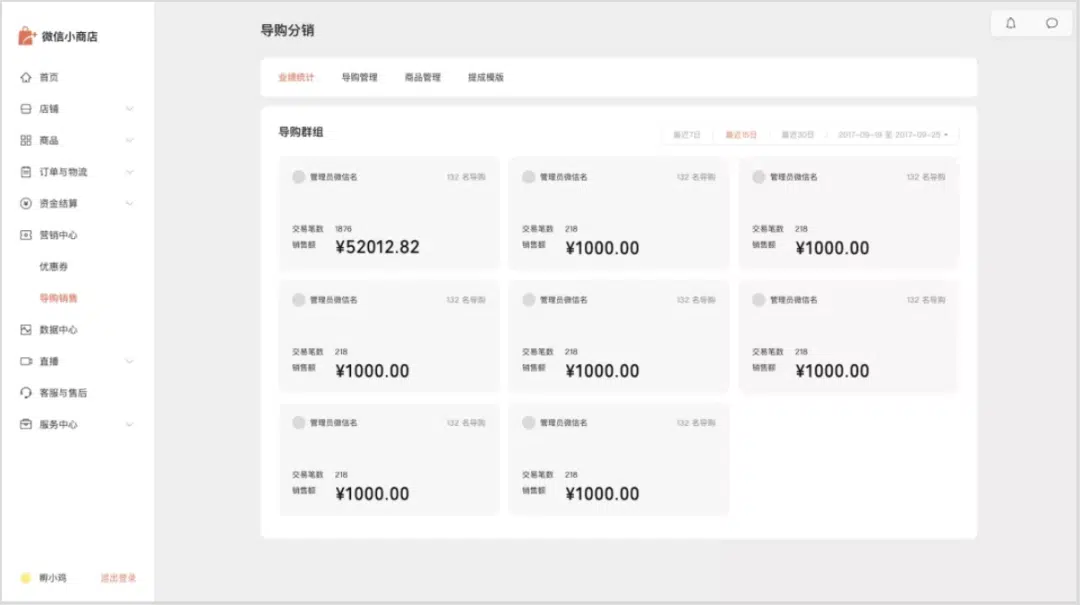 微信小商店
首页
店铺
商品
订单与物流
资金结算
营销中心
优惠券
导购销售
数据中心
直播
客服与售后
服务中心
孵小鸡
退出登录
导购分销
业绩统计 导购管理 商品管理 提成模版
导购群组
最近7日 最近15日 最近30日 2017-09-19 至 2017-09-25
管理员微信名 132 名导购
交易笔数 1876
销售额 ¥52012.82
管理员微信名 132 名导购
交易笔数 218
销售额 ¥1000.00
管理员微信名 132 名导购
交易笔数 218
销售额 ¥1000.00
管理员微信名 132 名导购
交易笔数 218
销售额 ¥1000.00
管理员微信名 132 名导购
交易笔数 218
销售额 ¥1000.00
管理员微信名 132 名导购
交易笔数 218
销售额 ¥1000.00
管理员微信名 132 名导购
交易笔数 218
销售额 ¥1000.00
管理员微信名 132 名导购
交易笔数 218
销售额 ¥1000.00